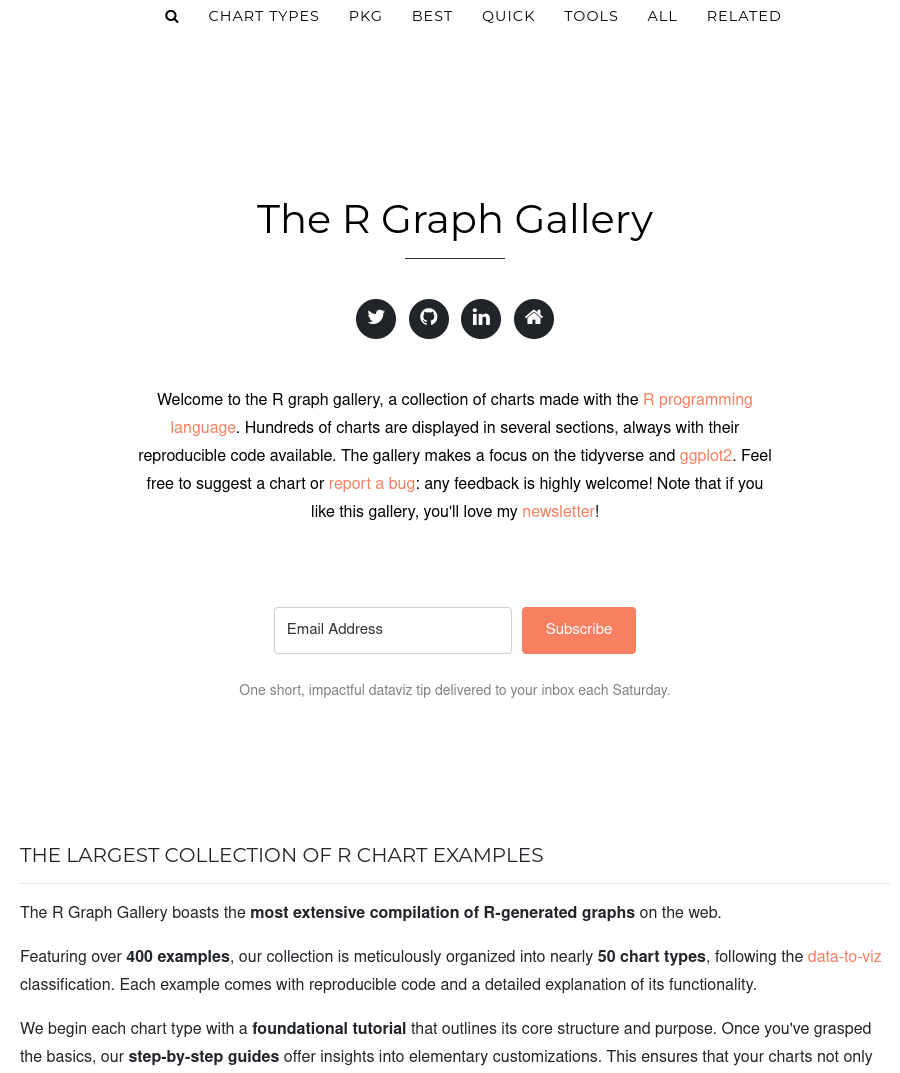 CHART TYPES PKG BEST QUICK TOOLS ALL RELATED
The R Graph Gallery
Welcome to the R graph gallery, a collection of charts made with the R programming
language. Hundreds of charts are displayed in several sections, always with their
reproducible code available. The gallery makes a focus on the tidyverse and ggplot2. Feel
free to suggest a chart or report a bug: any feedback is highly welcome! Note that if you
like this gallery, you'll love my newsletter!
Email Address Subscribe
One short, impactful dataviz tip delivered to your inbox each Saturday.
THE LARGEST COLLECTION OF R CHART EXAMPLES
The R Graph Gallery boasts the most extensive compilation of R-generated graphs on the web.
Featuring over 400 examples, our collection is meticulously organized into nearly 50 chart types, following the data-to-viz
classification. Each example comes with reproducible code and a detailed explanation of its functionality.
We begin each chart type with a foundational tutorial that outlines its core structure and purpose. Once you've grasped
the basics, our step-by-step guides offer insights into elementary customizations. This ensures that your charts not only